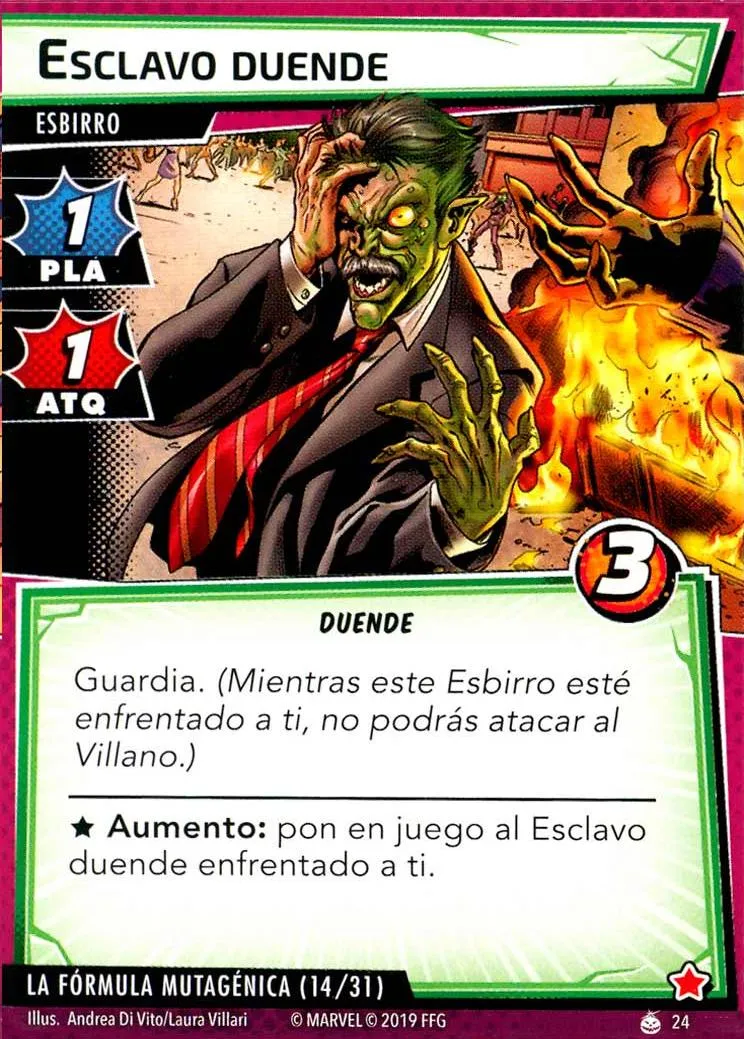 ESCLAVO DUENDE
ESBIRRO
1
PLA
1
ATQ
3
DUENDE
Guardia. (Mientras este Esbirro esté
enfrentado a ti, no podrás atacar al
Villano.)
★ Aumento: pon en juego al Esclavo
duende enfrentado a ti.
LA FÓRMULA MUTAGÉNICA (14/31)
Illus. Andrea Di Vito/Laura Villari © MARVEL © 2019 FFG 24